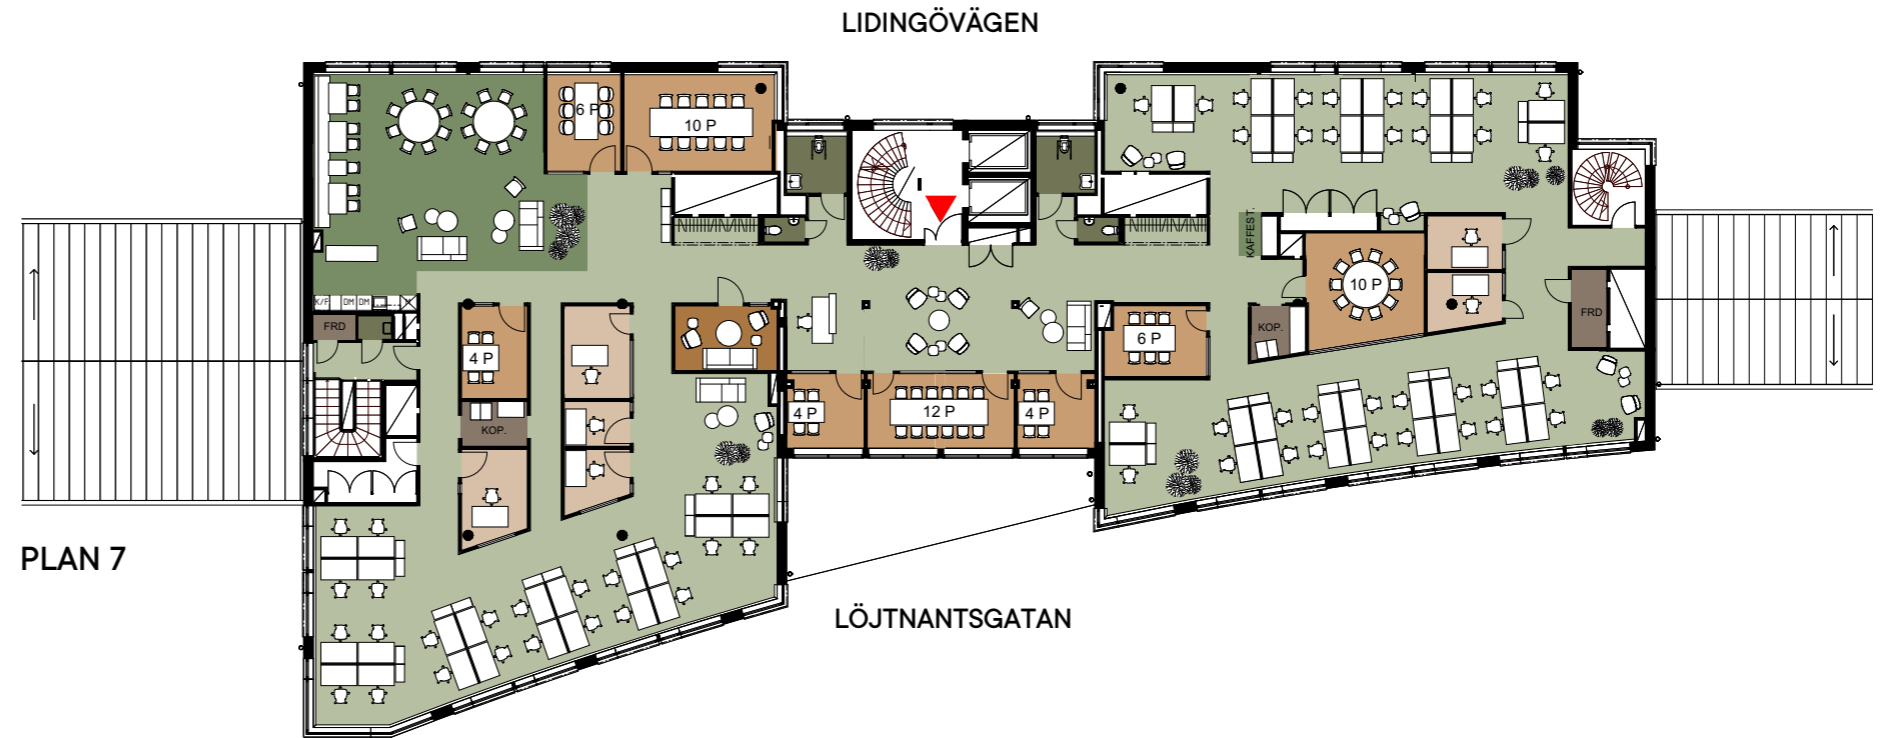 LIDINGÖVÄGEN
6 P
10 P
KAFFEST.
10 P
K/F
DM
DM
FRD
FRD
KOP.
6 P
4 P
4 P
12 P
4 P
KOP.
PLAN 7
LÖJTNANTSGATAN